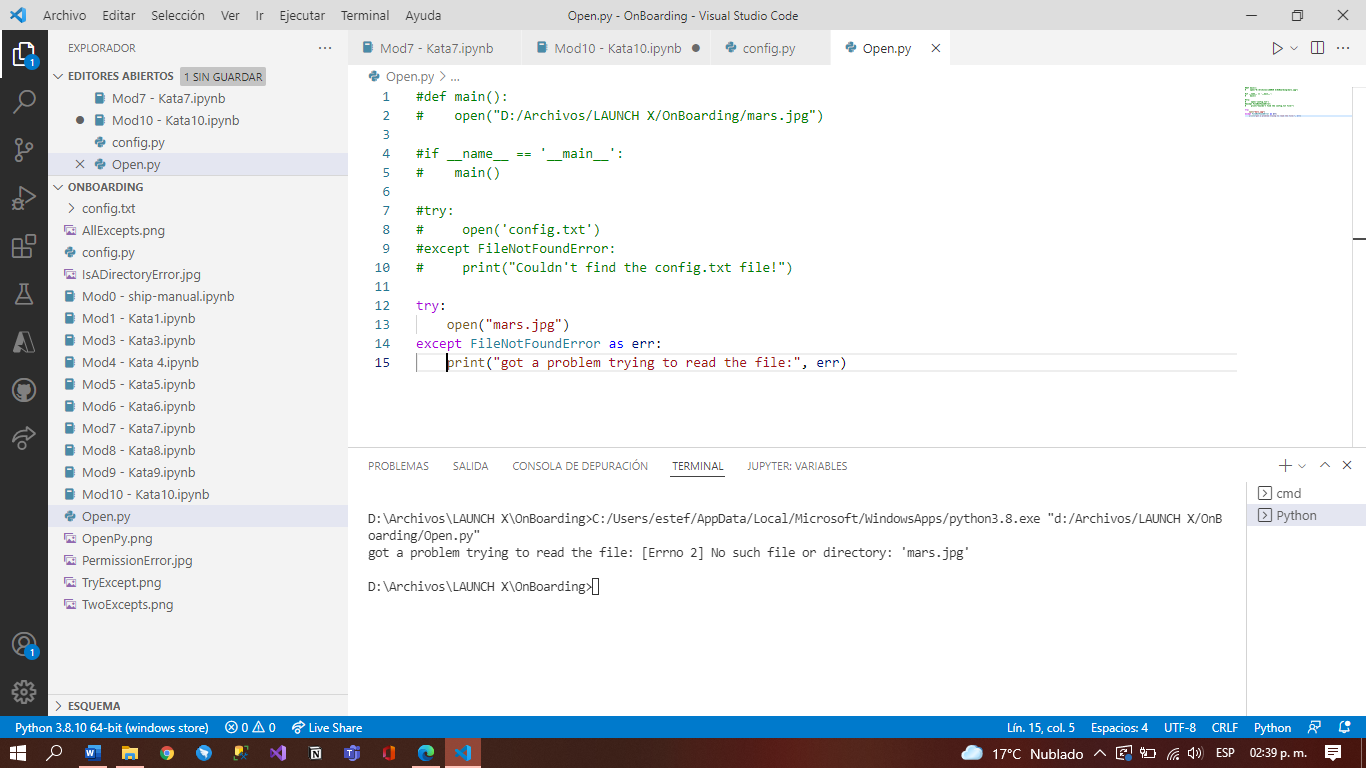 Archivo Editar Selección Ver Ir Ejecutar Terminal Ayuda Open.py - OnBoarding - Visual Studio Code
EXPLORADOR ...
EDITORES ABIERTOS 1 SIN GUARDAR
Mod7 - Kata7.ipynb
Mod10 - Kata10.ipynb
config.py
Open.py
ONBOARDING
config.txt
AllExcepts.png
config.py
IsADirectoryError.jpg
Mod0 - ship-manual.ipynb
Mod1 - Kata1.ipynb
Mod3 - Kata3.ipynb
Mod4 - Kata 4.ipynb
Mod5 - Kata5.ipynb
Mod6 - Kata6.ipynb
Mod7 - Kata7.ipynb
Mod8 - Kata8.ipynb
Mod9 - Kata9.ipynb
Mod10 - Kata10.ipynb
Open.py
OpenPy.png
PermissionError.jpg
TryExcept.png
TwoExcepts.png
ESQUEMA
1
1
Mod7 - Kata7.ipynb Mod10 - Kata10.ipynb config.py Open.py
Open.py > ...
1 #def main():
2 #    open("D:/Archivos/LAUNCH X/OnBoarding/mars.jpg")
3
4 #if __name__ == '__main__':
5 #    main()
6
7 #try:
8 #     open('config.txt')
9 #except FileNotFoundError:
10 #     print("Couldn't find the config.txt file!")
11
12 try:
13     open("mars.jpg")
14 except FileNotFoundError as err:
15     print("got a problem trying to read the file:", err)
PROBLEMAS SALIDA CONSOLA DE DEPURACIÓN TERMINAL JUPYTER: VARIABLES
D:\Archivos\LAUNCH X\OnBoarding>C:/Users/estef/AppData/Local/Microsoft/WindowsApps/python3.8.exe "d:/Archivos/LAUNCH X/OnB
oarding/Open.py"
got a problem trying to read the file: [Errno 2] No such file or directory: 'mars.jpg'
D:\Archivos\LAUNCH X\OnBoarding>
cmd
Python
Python 3.8.10 64-bit (windows store) 0 0 Live Share Lín. 15, col. 5 Espacios: 4 UTF-8 CRLF Python
17°C Nublado ESP 02:39 p. m.